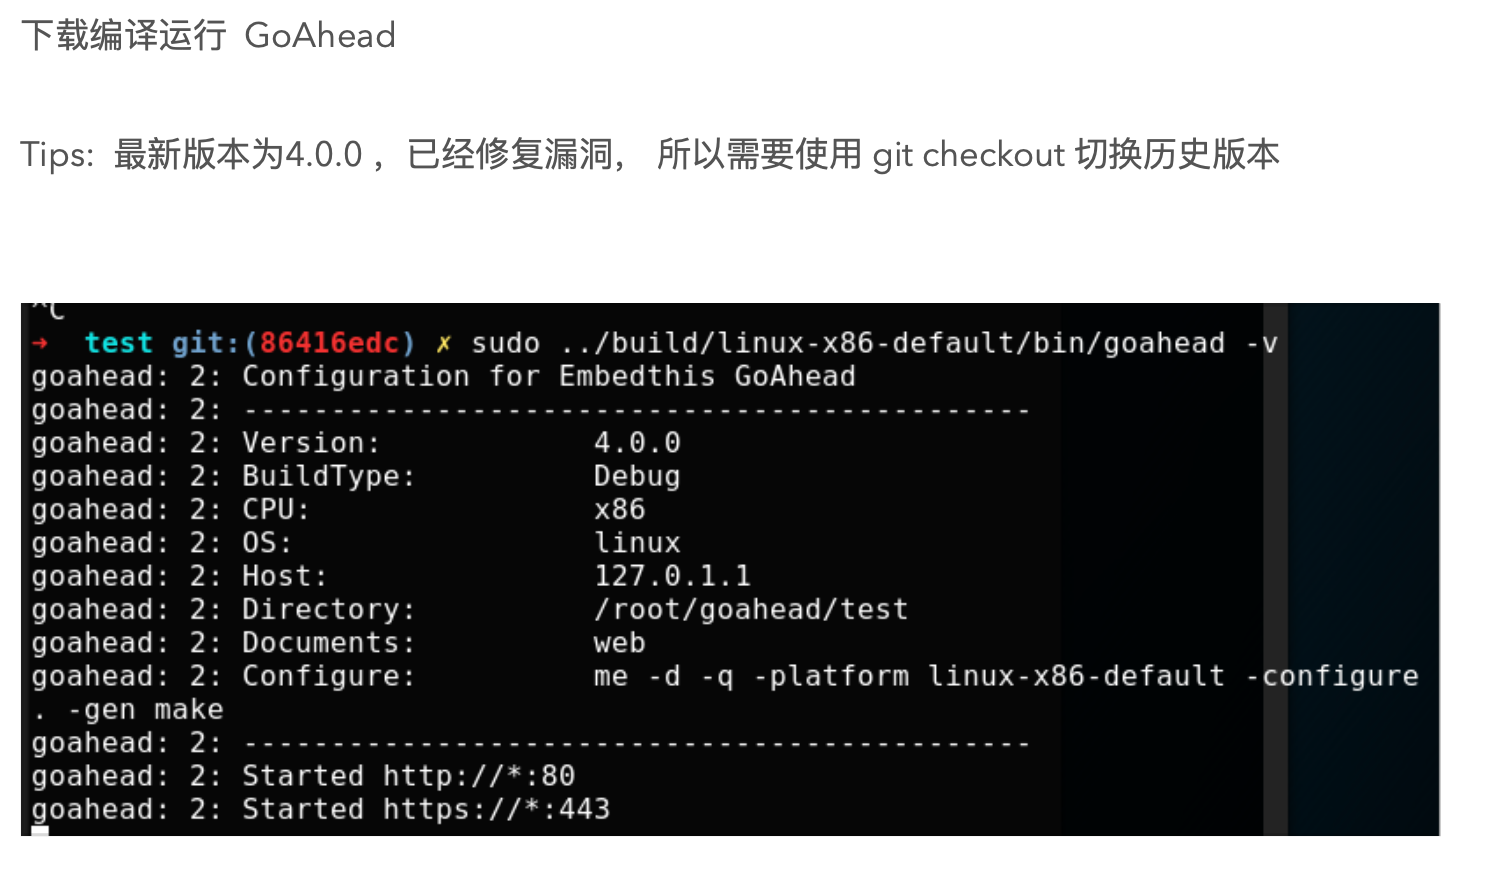 下载编译运行 GoAhead
Tips: 最新版本为4.0.0 ，已经修复漏洞， 所以需要使用 git checkout 切换历史版本
^C
→ test git:(86416edc) ✗ sudo ../build/linux-x86-default/bin/goahead -v
goahead: 2: Configuration for Embedthis GoAhead
goahead: 2: ---------------------------------------------
goahead: 2: Version: 4.0.0
goahead: 2: BuildType: Debug
goahead: 2: CPU: x86
goahead: 2: OS: linux
goahead: 2: Host: 127.0.1.1
goahead: 2: Directory: /root/goahead/test
goahead: 2: Documents: web
goahead: 2: Configure: me -d -q -platform linux-x86-default -configure
. -gen make
goahead: 2: ---------------------------------------------
goahead: 2: Started http://*:80
goahead: 2: Started https://*:443